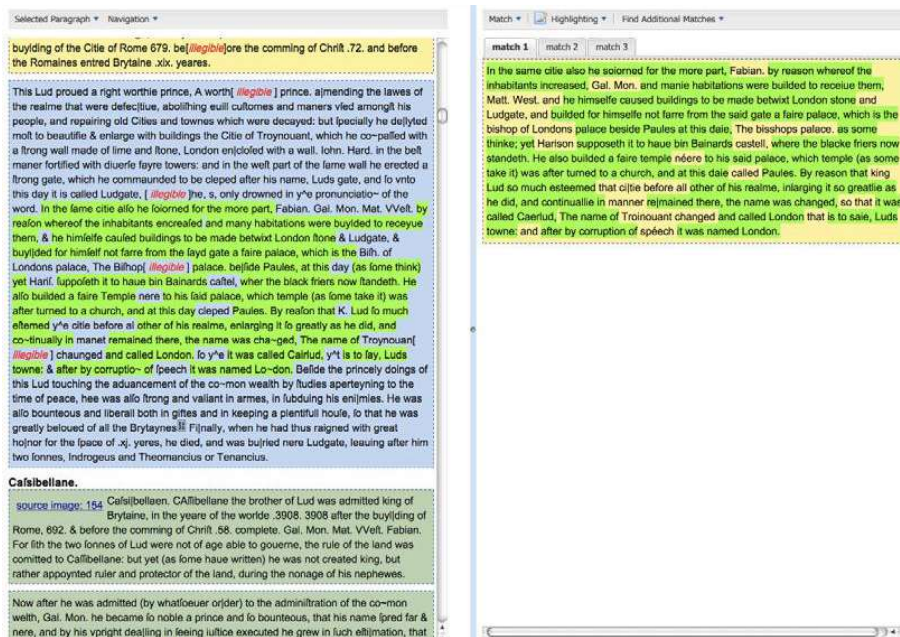 Selected Paragraph ▾ Navigation ▾
buylding of the Citie of Rome 679. be[illegible]ore the comming of Chriſt .72. and before
the Romaines entred Brytaine .xix. yeares.
This Lud proued a right worthie prince, A worth[ illegible ] prince. a|mending the lawes of
the realme that were defec|tiue, aboliſhing euill cuſtomes and maners vſed amongſt his
people, and repairing old Cities and townes which were decayed: but ſpecially he de|lyted
moſt to beautifie & enlarge with buildings the Citie of Troynouant, which he co~paſſed with
a ſtrong wall made of lime and ſtone, London en|cloſed with a wall. Iohn. Hard. in the beſt
maner fortified with diuerſe fayre towers: and in the weſt part of the ſame wall he erected a
ſtrong gate, which he commaunded to be cleped after his name, Luds gate, and ſo vnto
this day it is called Ludgate, [ illegible ]he, s, only drowned in y^e pronunciatio~ of the
word. In the ſame citie alſo he ſoiorned for the more part, Fabian. Gal. Mon. Mat. VVeſt. by
reaſon whereof the inhabitants encreaſed and many habitations were buylded to receyue
them, & he himſelfe cauſed buildings to be made betwixt London ſtone & Ludgate, &
buyl|ded for himſelf not farre from the ſayd gate a faire palace, which is the Biſh. of
Londons palace, The Biſhop[ illegible ] palace. be|ſide Paules, at this day (as ſome think)
yet Hariſ. ſuppoſeth it to haue bin Bainards caſtel, wher the black friers now ſtandeth. He
alſo builded a faire Temple nere to his ſaid palace, which temple (as ſome take it) was
after turned to a church, and at this day cleped Paules. By reaſon that K. Lud ſo much
eſtemed y^e citie before al other of his realme, enlarging it ſo greatly as he did, and
co~tinually in manet remained there, the name was cha~ged, The name of Troynouan[
illegible ] chaunged and called London. ſo y^e it was called Cairlud, y^t is to ſay, Luds
towne: & after by corruptio~ of ſpeech it was named Lo~don. Beſide the princely doings of
this Lud touching the aduancement of the co~mon wealth by ſtudies aperteyning to the
time of peace, hee was alſo ſtrong and valiant in armes, in ſubduing his eni|mies. He was
alſo bounteous and liberall both in giftes and in keeping a plentifull houſe, ſo that he was
greatly beloued of all the Brytaynes. Fi|nally, when he had thus raigned with great
ho|nor for the ſpace of .xj. yeres, he died, and was bu|ried nere Ludgate, leauing after him
two ſonnes, Indrogeus and Theomancius or Tenancius.
Caſsibellane.
source image: 154 Caſsi|bellaen. CAſſibellane the brother of Lud was admitted king of
Brytaine, in the yeare of the worlde .3908. 3908 after the buyl|ding of
Rome, 692. & before the comming of Chriſt .58. complete. Gal. Mon. Mat. VVeſt. Fabian.
For ſith the two ſonnes of Lud were not of age able to gouerne, the rule of the land was
comitted to Caſſibellane: but yet (as ſome haue written) he was not created king, but
rather appoynted ruler and protector of the land, during the nonage of his nephewes.
Now after he was admitted (by whatſoeuer or|der) to the adminiſtration of the co~mon
welth, Gal. Mon. he became ſo noble a prince and ſo bounteous, that his name ſpred far &
nere, and by his vpright dea|ling in ſeeing iuſtice executed he grew in ſuch eſti|mation, that
Match ▾ Highlighting ▾ Find Additional Matches ▾
match 1 match 2 match 3
In the same citie also he soiorned for the more part, Fabian. by reason whereof the
inhabitants increased, Gal. Mon. and manie habitations were builded to receiue them,
Matt. West. and he himselfe caused buildings to be made betwixt London stone and
Ludgate, and builded for himselfe not farre from the said gate a faire palace, which is the
bishop of Londons palace beside Paules at this daie, The bisshops palace. as some
thinke; yet Harison supposeth it to haue bin Bainards castell, where the blacke friers now
standeth. He also builded a faire temple néere to his said palace, which temple (as some
take it) was after turned to a church, and at this daie called Paules. By reason that king
Lud so much esteemed that ci|tie before all other of his realme, inlarging it so greatlie as
he did, and continuallie in manner re|mained there, the name was changed, so that it was
called Caerlud, The name of Troinouant changed and called London that is to saie, Luds
towne: and after by corruption of spéech it was named London.